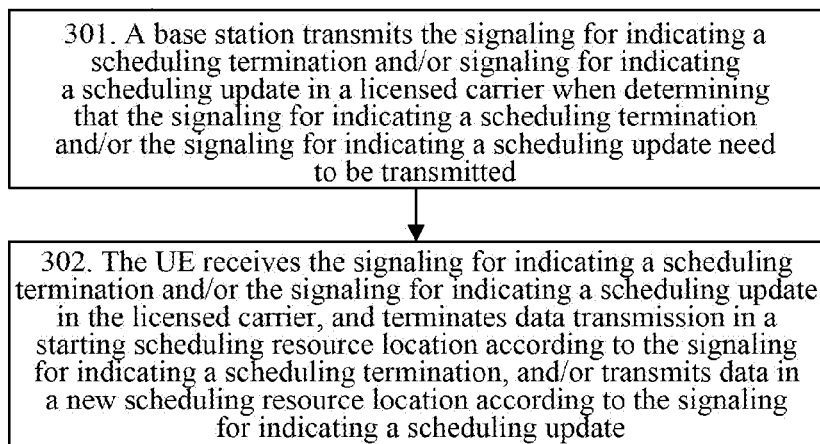 301. A base station transmits the signaling for indicating a
scheduling termination and/or signaling for indicating
a scheduling update in a licensed carrier when determining
that the signaling for indicating a scheduling termination
and/or the signaling for indicating a scheduling update need
to be transmitted
302. The UE receives the signaling for indicating a scheduling
termination and/or the signaling for indicating a scheduling update
in the licensed carrier, and terminates data transmission in a
starting scheduling resource location according to the signaling
for indicating a scheduling termination, and/or transmits data in
a new scheduling resource location according to the signaling
for indicating a scheduling update